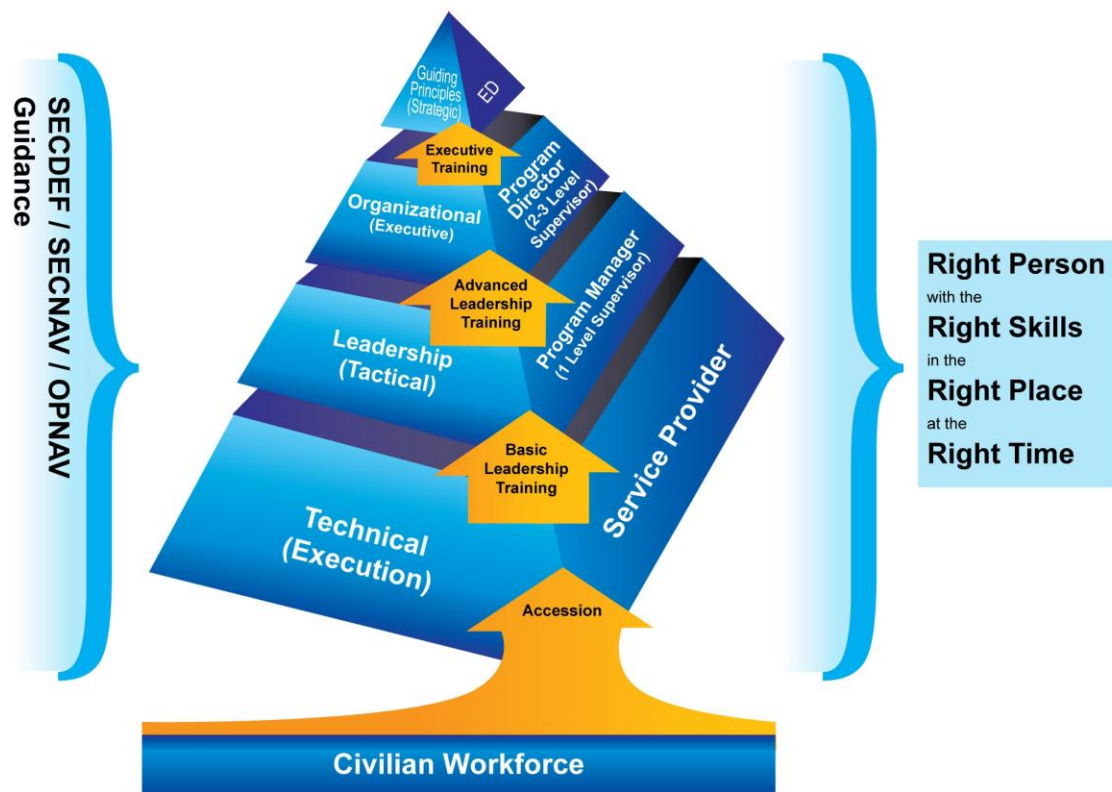 SECDEF / SECNAV / OPNAV
Guidance
Guiding
Principles
(Strategic)
ED
Executive
Training
Organizational
(Executive)
Program
Director
(2-3 Level
Supervisor)
Advanced
Leadership
Training
Leadership
(Tactical)
Program Manager
(1 Level Supervisor)
Basic
Leadership
Training
Technical
(Execution)
Service Provider
Accession
Civilian Workforce
Right Person
with the
Right Skills
in the
Right Place
at the
Right Time